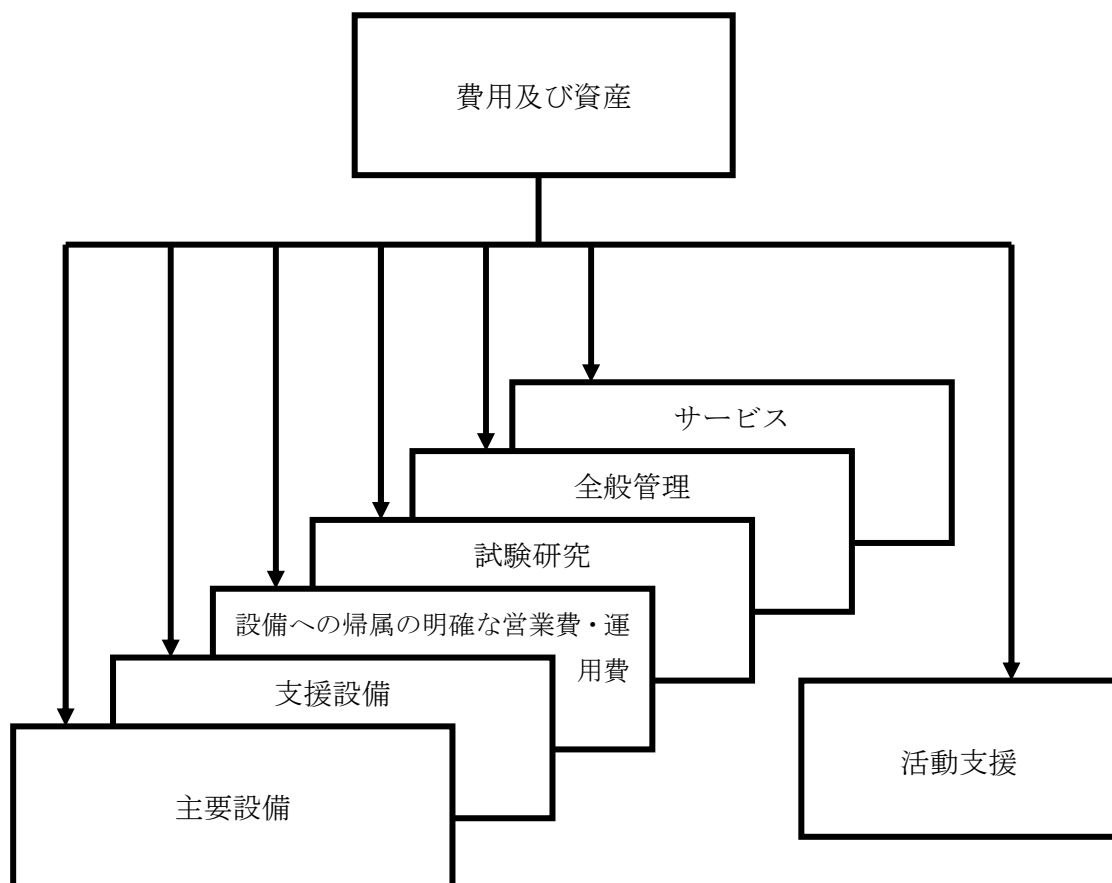 費用及び資産
サービス
全般管理
試験研究
設備への帰属の明確な営業費・運
用費
支援設備
主要設備
活動支援